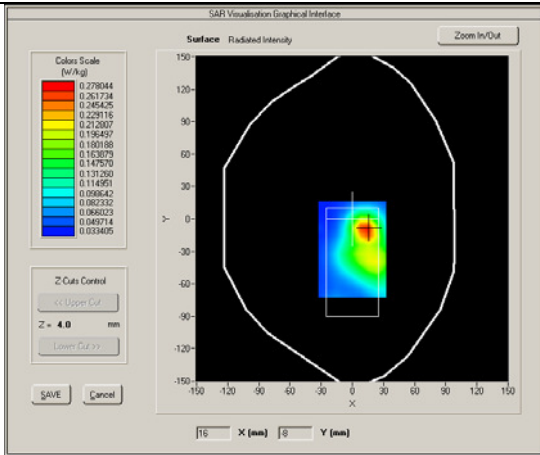 SAR Visualisation Graphical Interface
Surface Radiated Intensity
Zoom In/Out
Colors Scale
(W/kg)
0.278044
0.261734
0.245425
0.229116
0.212807
0.196497
0.180188
0.163879
0.147570
0.131260
0.114951
0.098642
0.082332
0.066023
0.049714
0.033405
Z Cuts Control
<< Upper Cut
Z = 4.0 mm
Lower Cut >>
SAVE
Cancel
150
120
90
60
30
0
-30
-60
-90
-120
-150
Y
-150 -120 -90 -60 -30 0 30 60 90 120 150
X
16 X (mm) -8 Y (mm)